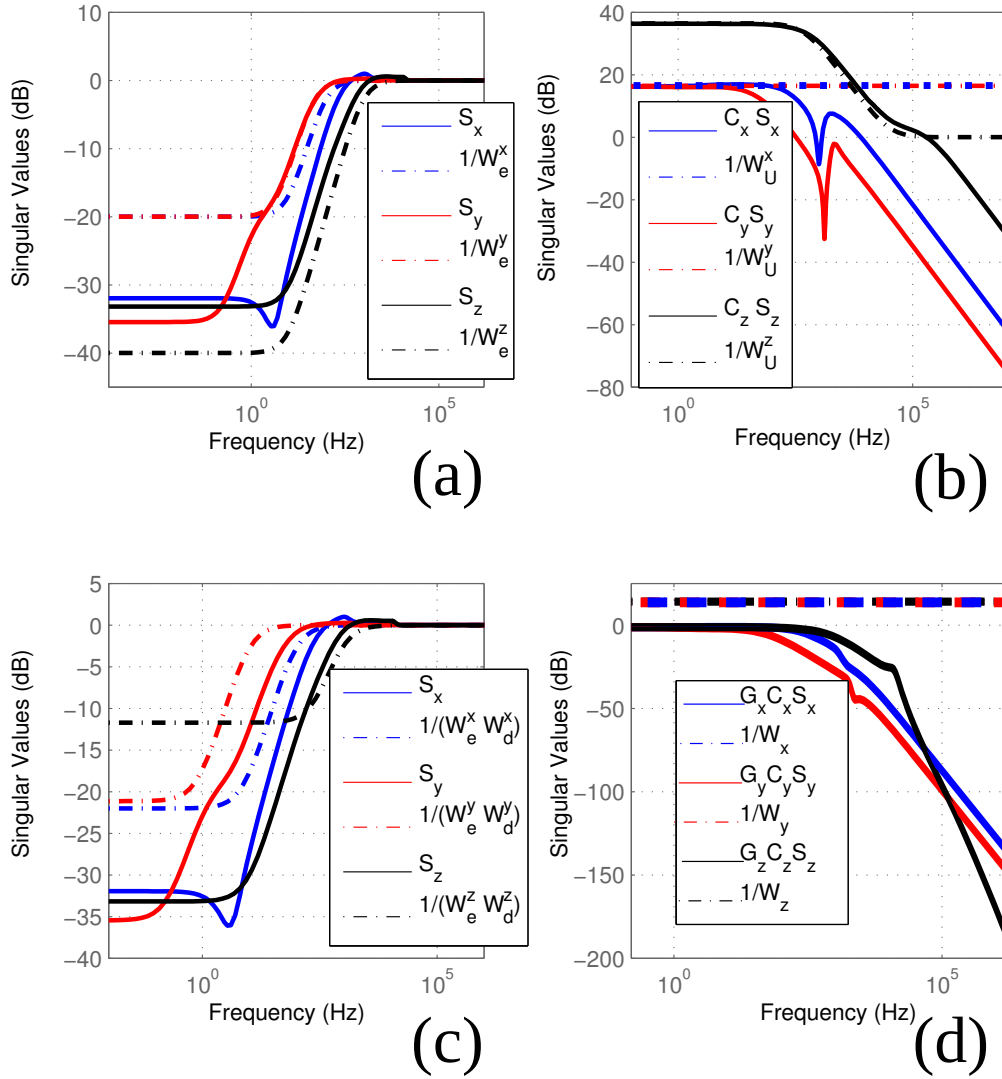 10
0
−10
−20
−30
−40
Singular Values (dB)
10^0
10^5
Frequency (Hz)
S_x
1/W_e^x
S_y
1/W_e^y
S_z
1/W_e^z
(a)
40
20
0
−20
−40
−60
−80
Singular Values (dB)
10^0
10^5
Frequency (Hz)
C_x S_x
1/W_U^x
C_y S_y
1/W_U^y
C_z S_z
1/W_U^z
(b)
5
0
−5
−10
−15
−20
−25
−30
−35
−40
Singular Values (dB)
10^0
10^5
Frequency (Hz)
S_x
1/(W_e^x W_d^x)
S_y
1/(W_e^y W_d^y)
S_z
1/(W_e^z W_d^z)
(c)
0
−50
−100
−150
−200
Singular Values (dB)
10^0
10^5
Frequency (Hz)
G_x C_x S_x
1/W_x
G_y C_y S_y
1/W_y
G_z C_z S_z
1/W_z
(d)